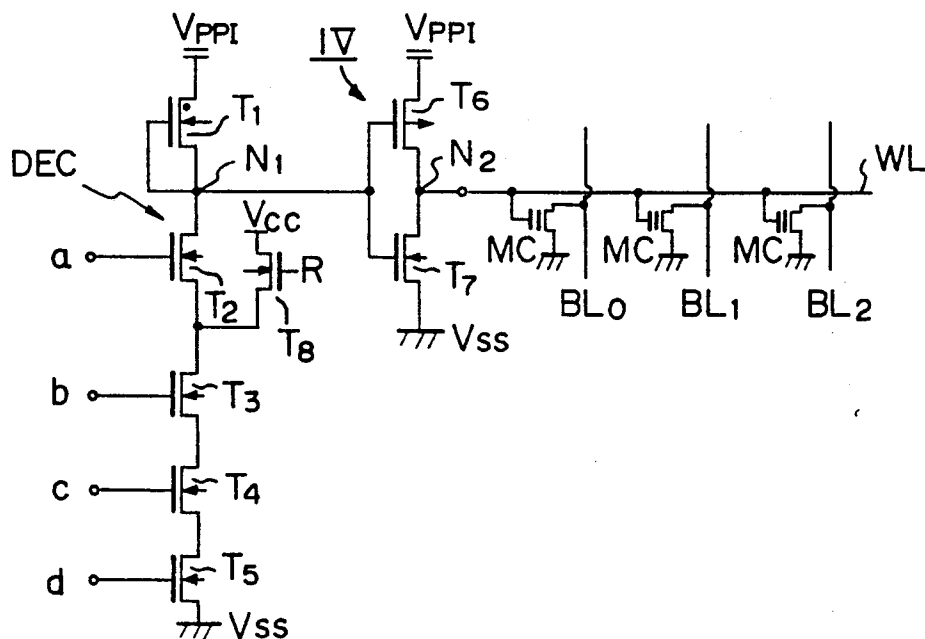 VPPI
IV
VPPI
T1
T6
DEC
N1
N2
WL
VCC
a
R
T2
T8
T7
MC
MC
MC
BL0
BL1
BL2
VSS
b
T3
c
T4
d
T5
VSS